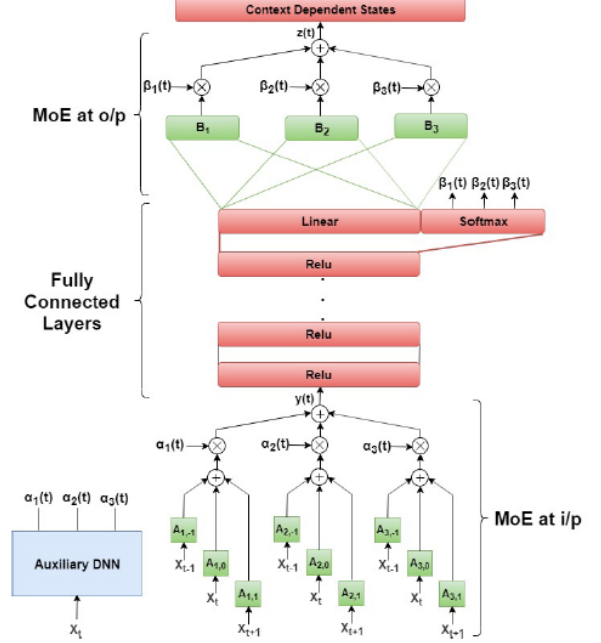 Context Dependent States
z(t)
β1(t) β2(t) β3(t)
MoE at o/p
B1 B2 B3
β1(t) β2(t) β3(t)
Linear Softmax
Relu
Fully
Connected
Layers
Relu
Relu
y(t)
α1(t) α2(t) α3(t)
α1(t) α2(t) α3(t)
MoE at i/p
A1,-1 A2,-1 A3,-1
Xt-1 Xt-1 Xt-1
Auxiliary DNN
A1,0 A2,0 A3,0
Xt Xt Xt
A1,1 A2,1 A3,1
Xt Xt+1 Xt+1 Xt+1